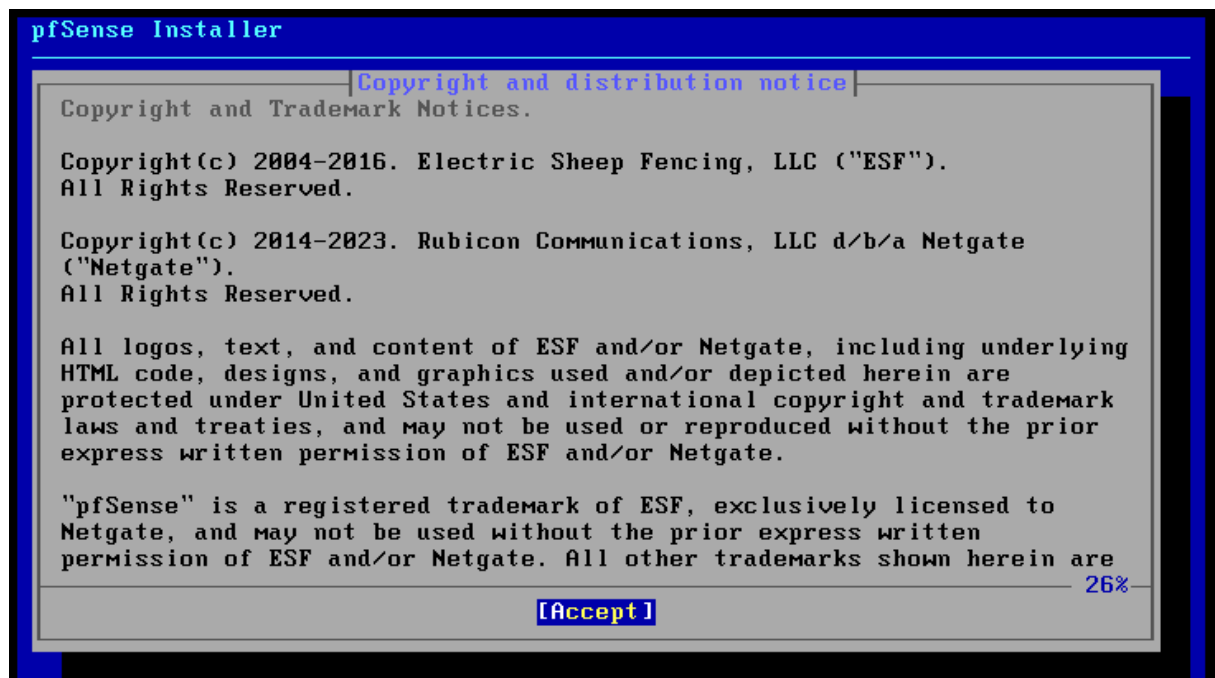 pfSense Installer
Copyright and distribution notice
Copyright and Trademark Notices.
Copyright(c) 2004-2016. Electric Sheep Fencing, LLC ("ESF").
All Rights Reserved.
Copyright(c) 2014-2023. Rubicon Communications, LLC d/b/a Netgate
("Netgate").
All Rights Reserved.
All logos, text, and content of ESF and/or Netgate, including underlying
HTML code, designs, and graphics used and/or depicted herein are
protected under United States and international copyright and trademark
laws and treaties, and may not be used or reproduced without the prior
express written permission of ESF and/or Netgate.
"pfSense" is a registered trademark of ESF, exclusively licensed to
Netgate, and may not be used without the prior express written
permission of ESF and/or Netgate. All other trademarks shown herein are
26%
[Accept]